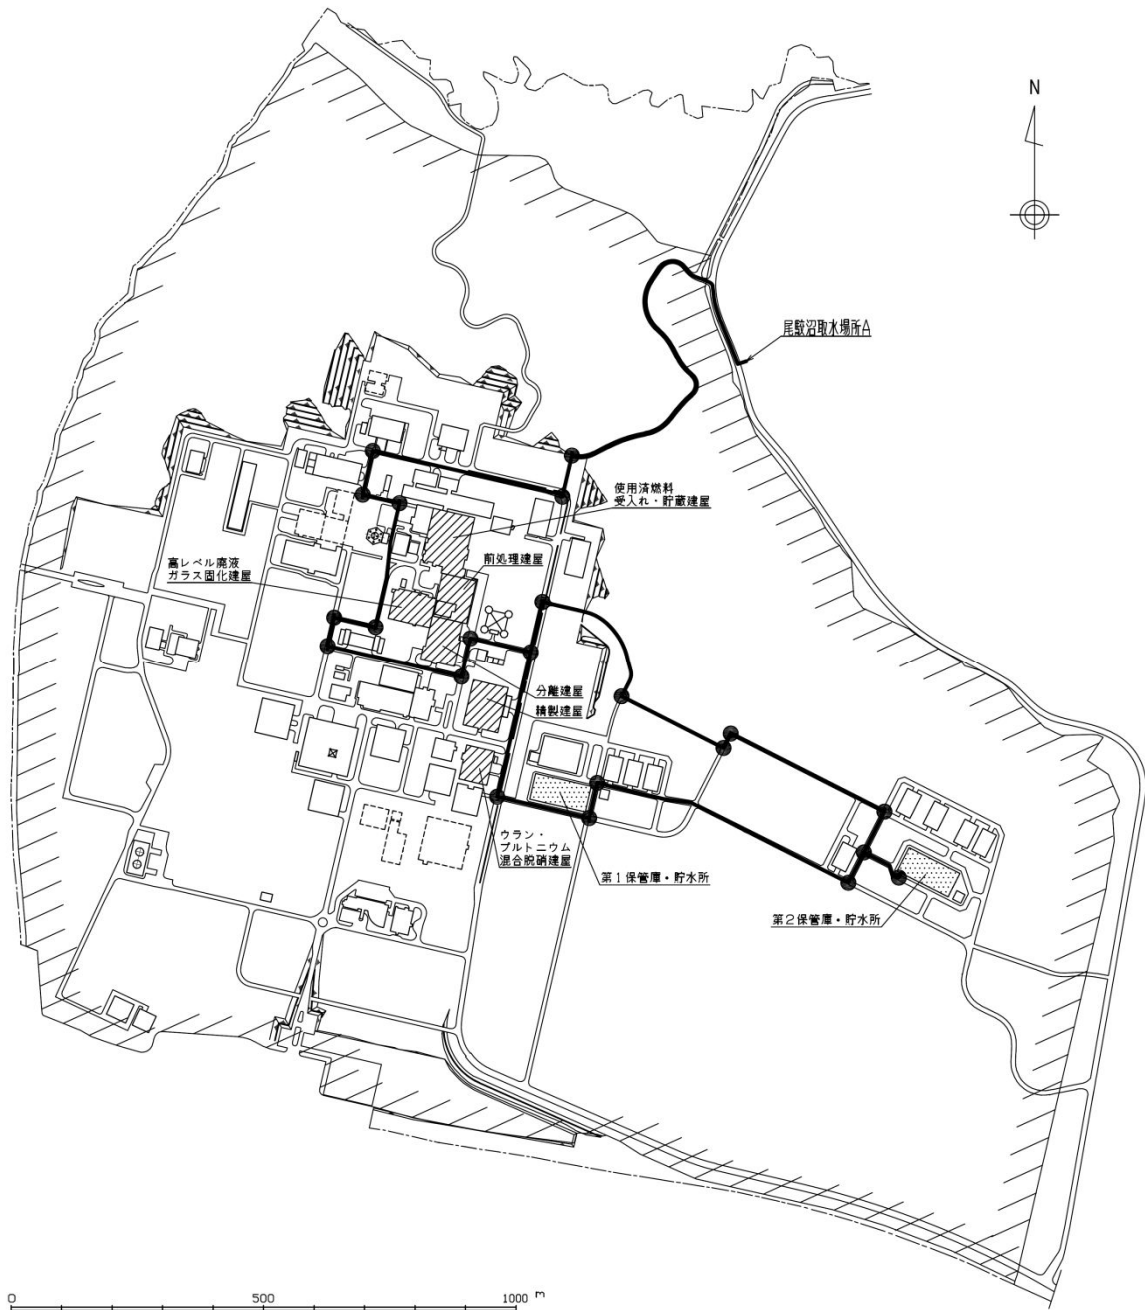 N
尾駮沼取水場所A
使用済燃料
受入れ・貯蔵建屋
前処理建屋
高レベル廃液
ガラス固化建屋
分離建屋
精製建屋
ウラン・
プルトニウム
混合脱硝建屋
第1保管庫・貯水所
第2保管庫・貯水所
0 500 1000 m